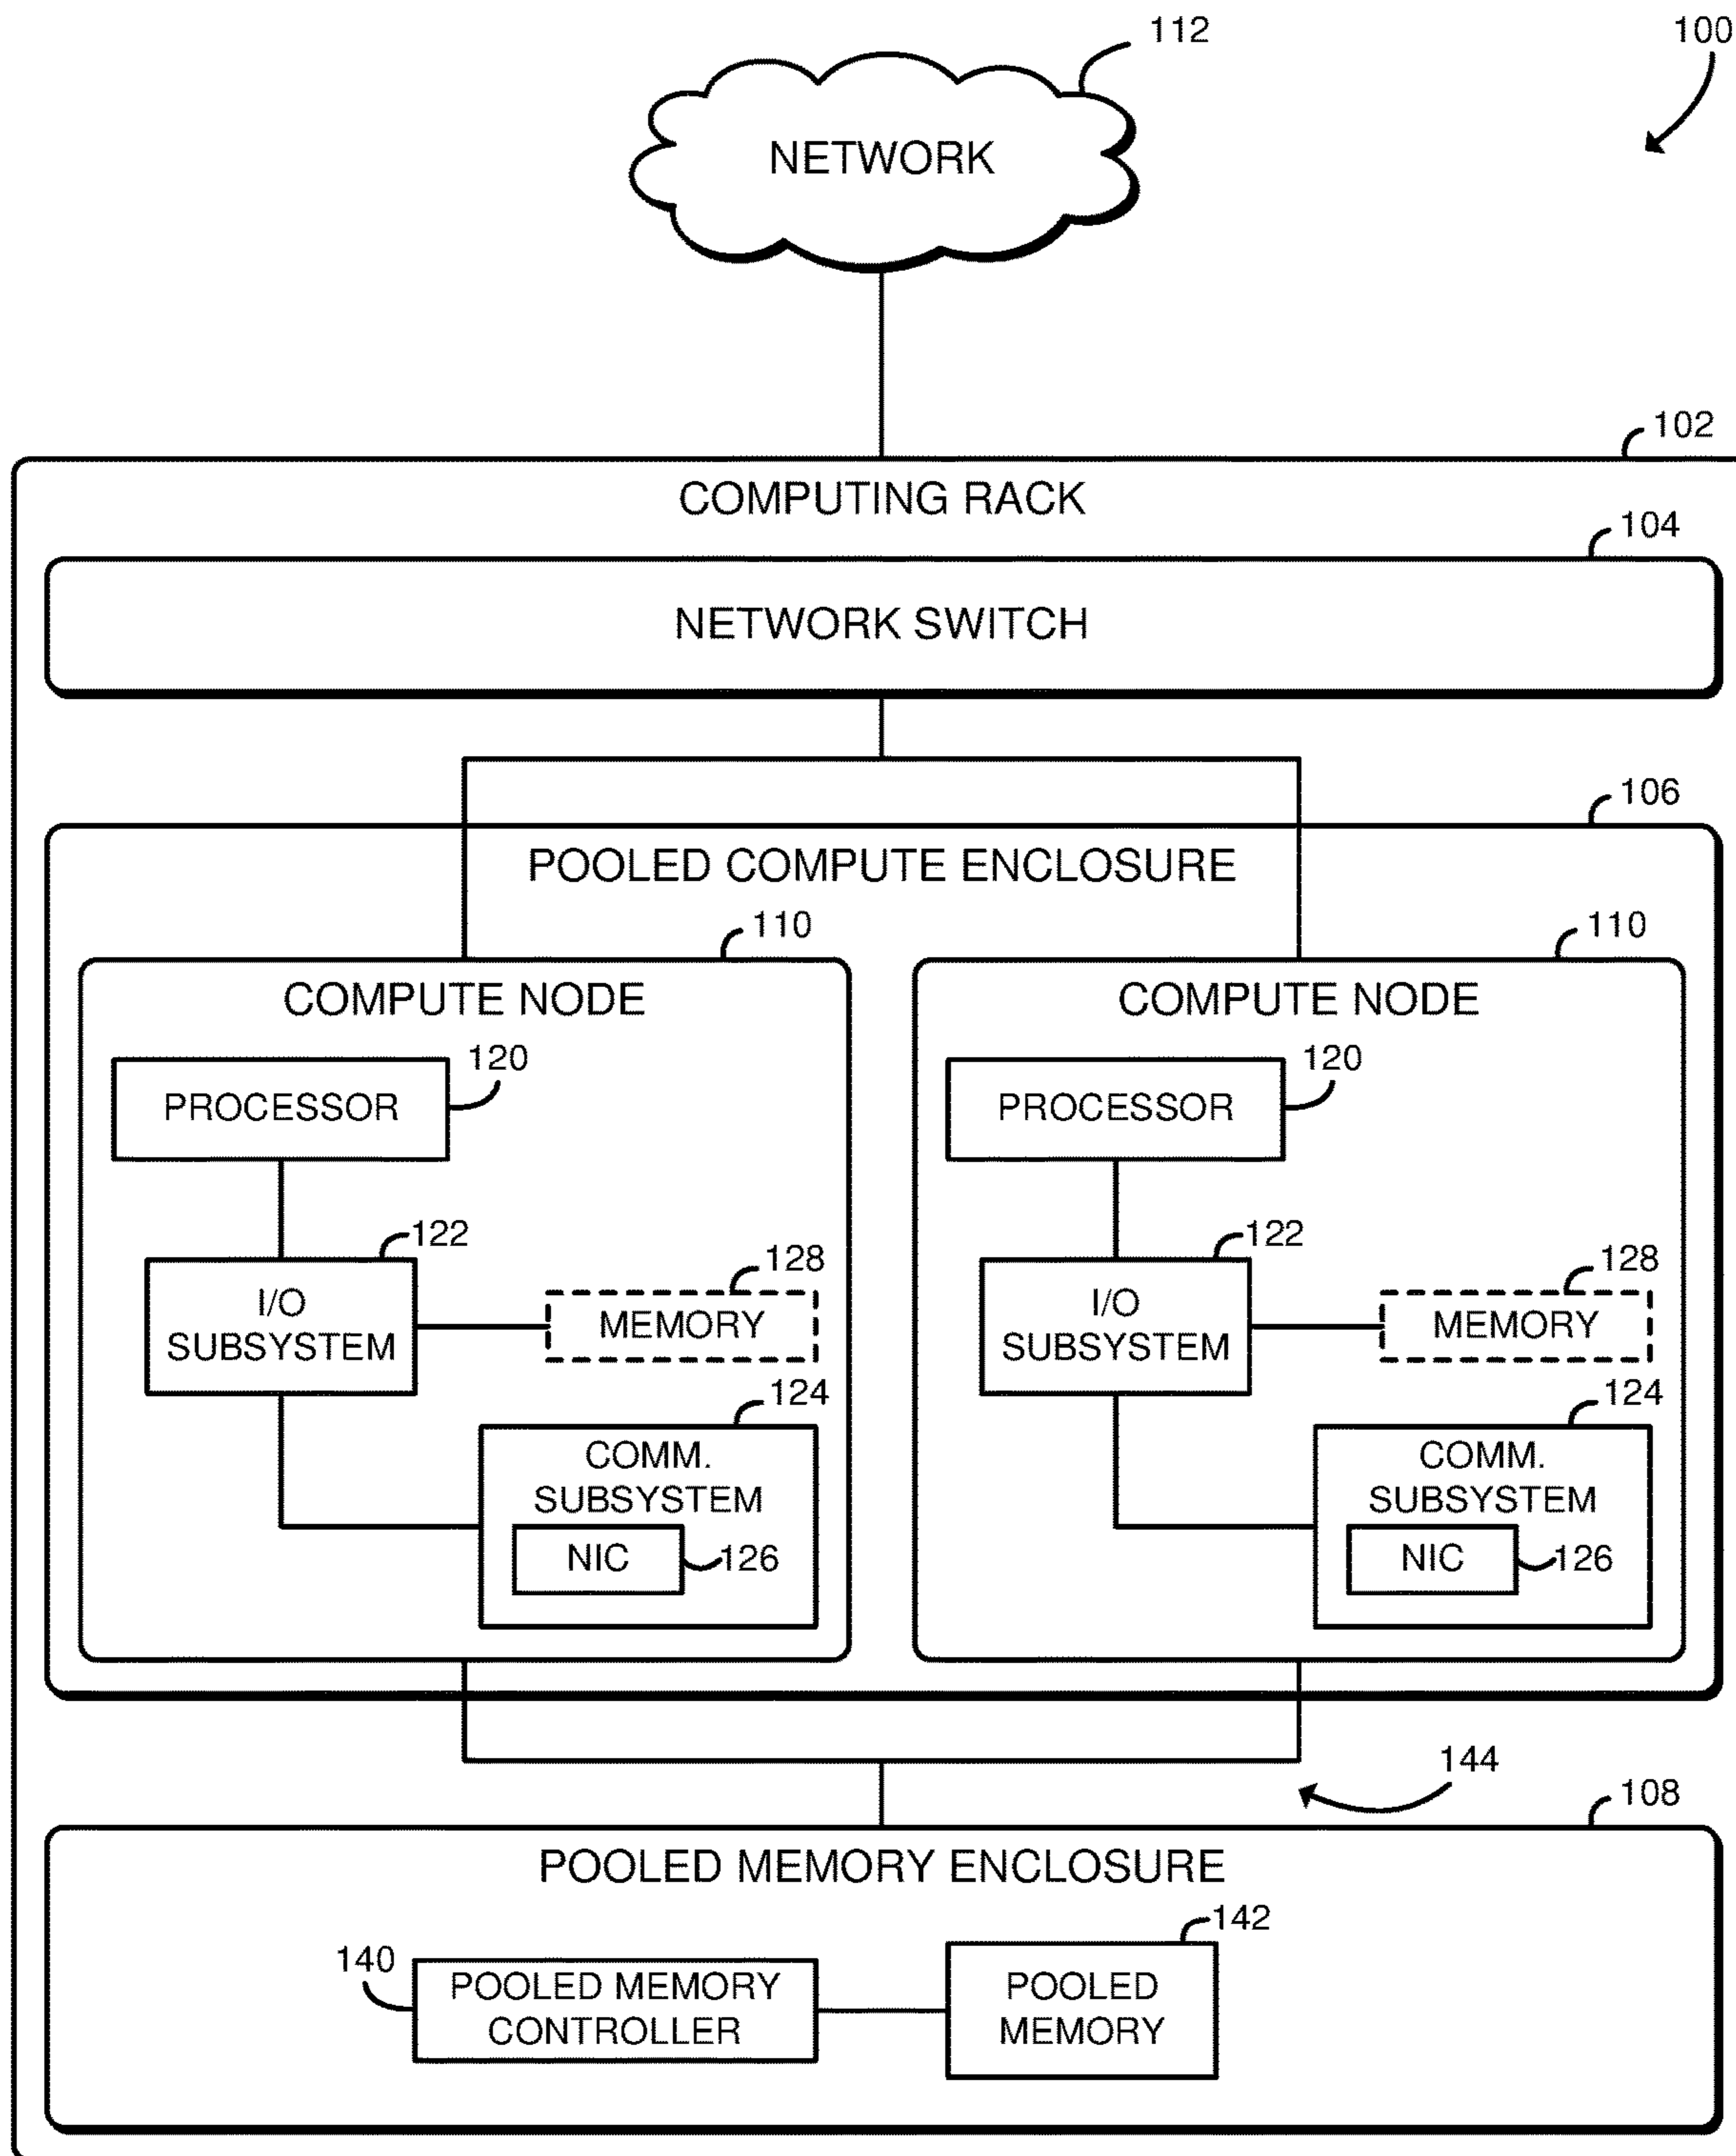 112
100
NETWORK
102
COMPUTING RACK
104
NETWORK SWITCH
106
POOLED COMPUTE ENCLOSURE
110
110
COMPUTE NODE
COMPUTE NODE
120
120
PROCESSOR
PROCESSOR
122
122
128
128
I/O
SUBSYSTEM
MEMORY
I/O
SUBSYSTEM
MEMORY
124
124
COMM.
SUBSYSTEM
COMM.
SUBSYSTEM
NIC
126
NIC
126
144
108
POOLED MEMORY ENCLOSURE
142
140
POOLED MEMORY
CONTROLLER
POOLED
MEMORY